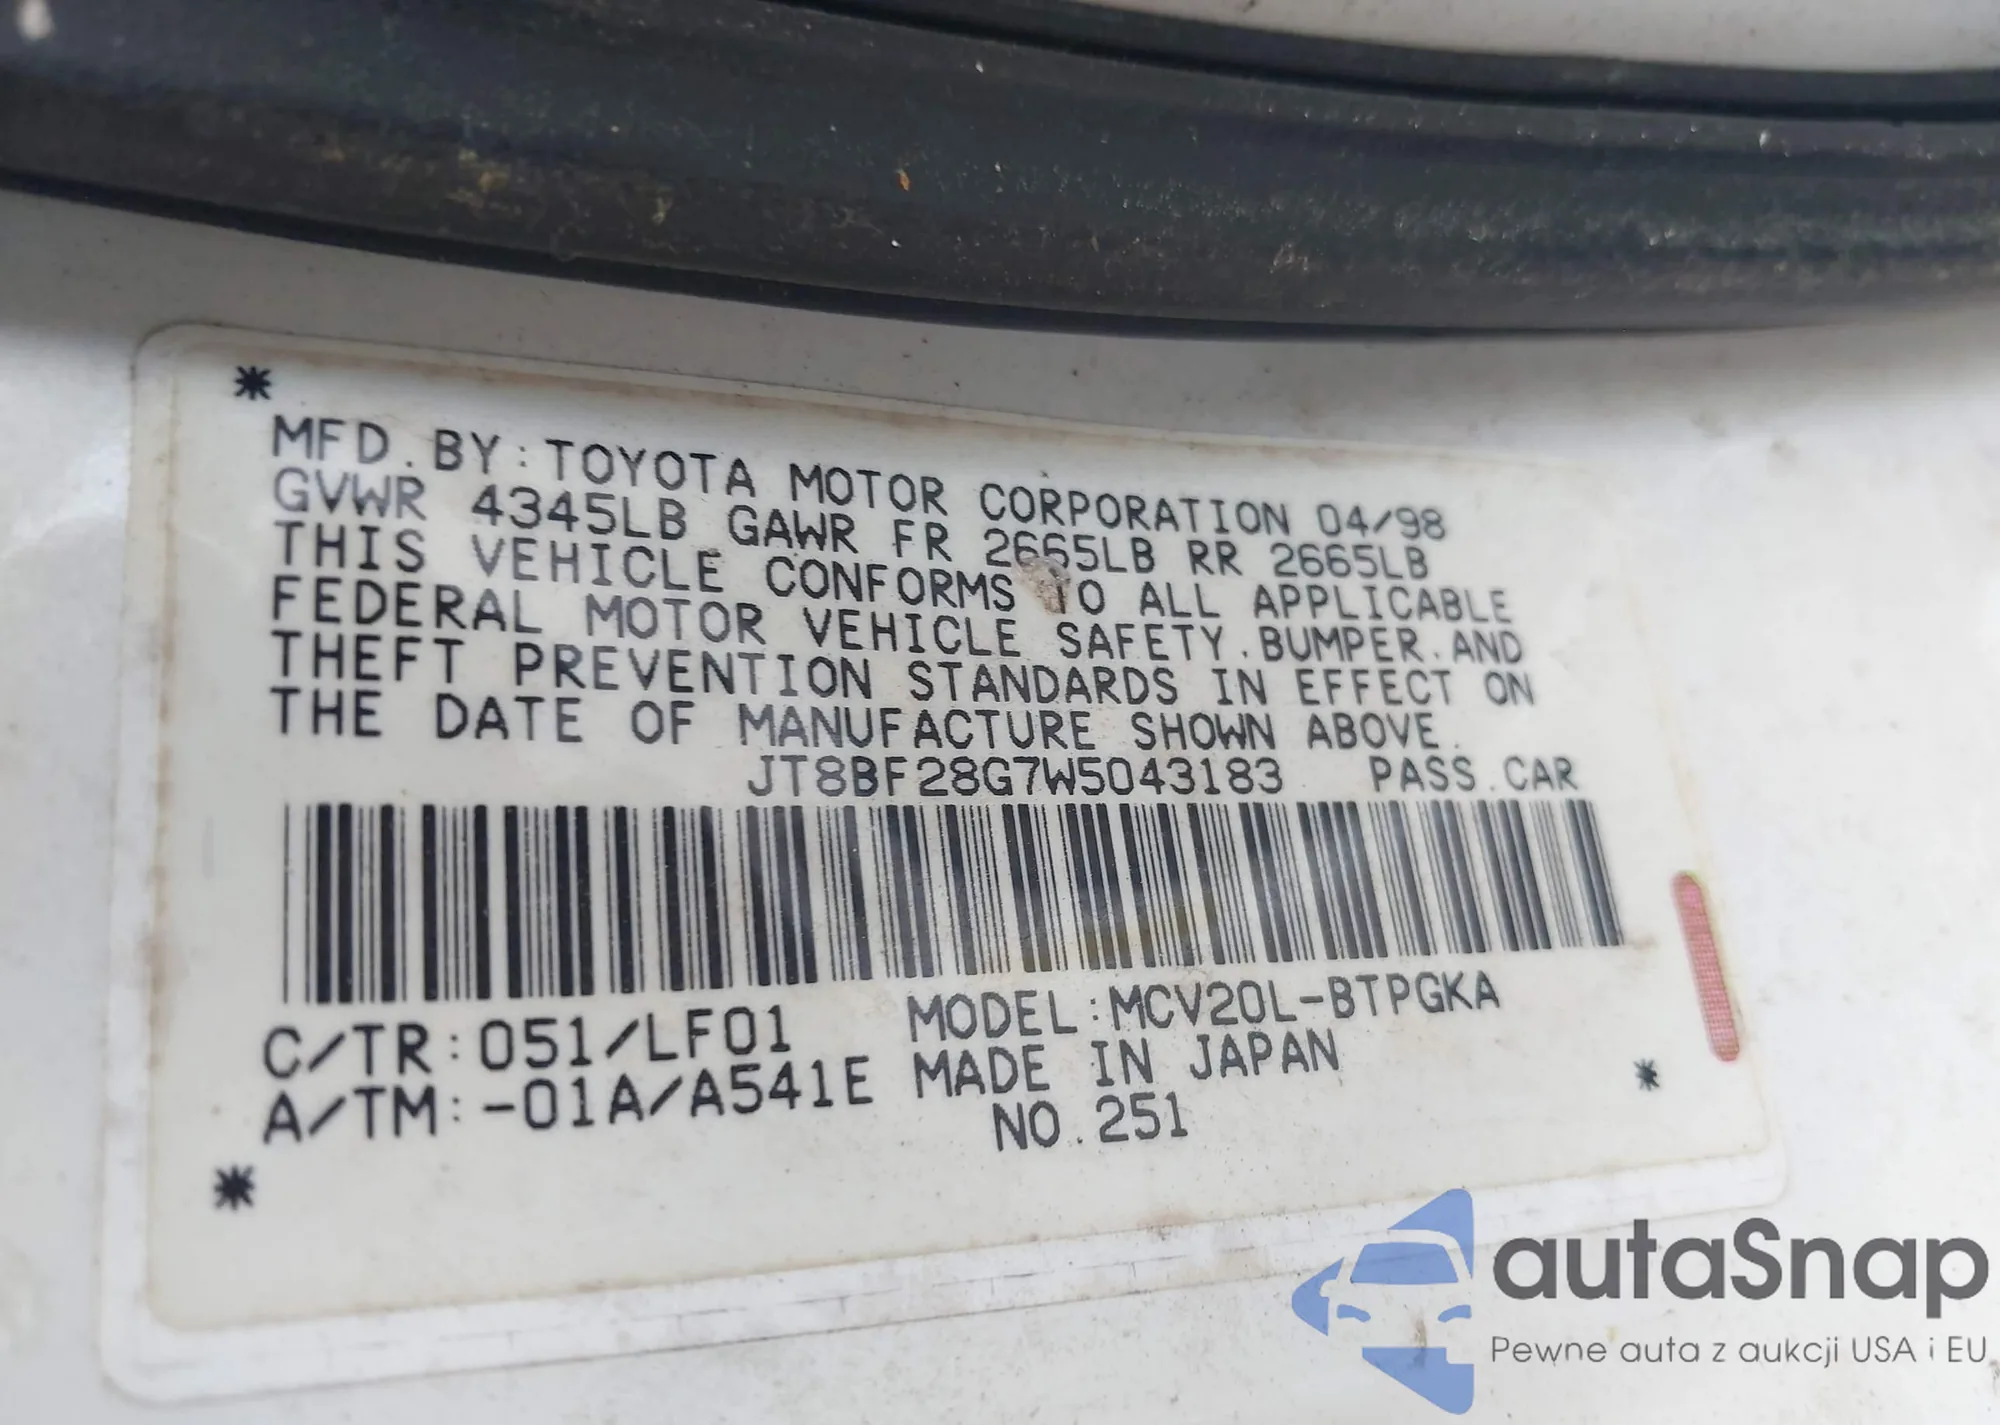 *
MFD.BY:TOYOTA MOTOR CORPORATION 04/98
GVWR 4345LB GAWR FR 2665LB RR 2665LB
THIS VEHICLE CONFORMS TO ALL APPLICABLE
FEDERAL MOTOR VEHICLE SAFETY.BUMPER.AND
THEFT PREVENTION STANDARDS IN EFFECT ON
THE DATE OF MANUFACTURE SHOWN ABOVE.
JT8BF28G7W5043183 PASS.CAR
C/TR:051/LF01 MODEL:MCV20L-BTPGKA
A/TM:-01A/A541E MADE IN JAPAN
NO.251
*
*
autaSnap
Pewne auta z aukcji USA i EU